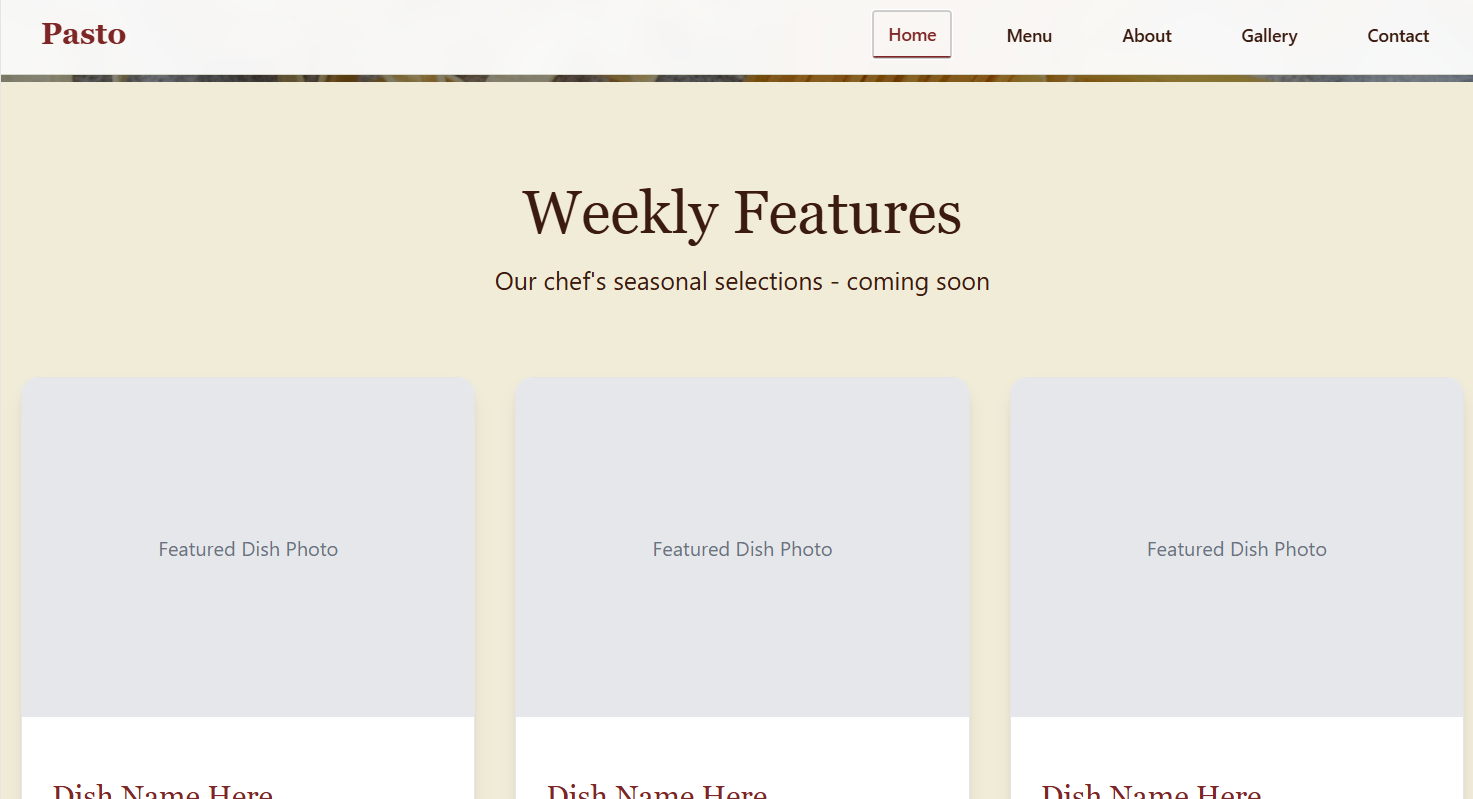 Pasto
Home Menu About Gallery Contact
Weekly Features
Our chef's seasonal selections - coming soon
Featured Dish Photo
Featured Dish Photo
Featured Dish Photo
Dish Name Here
Dish Name Here
Dish Name Here